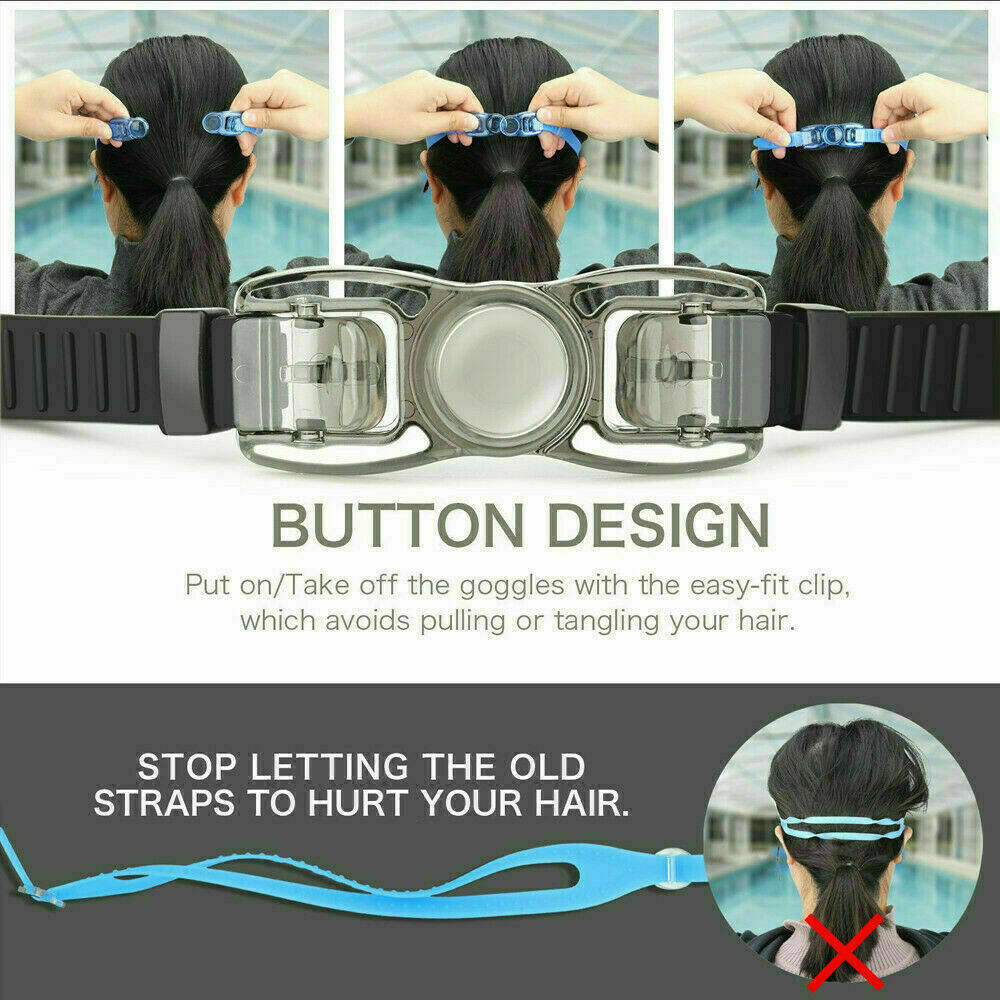 BUTTON DESIGN
Put on/Take off the goggles with the easy-fit clip,
which avoids pulling or tangling your hair.
STOP LETTING THE OLD
STRAPS TO HURT YOUR HAIR.